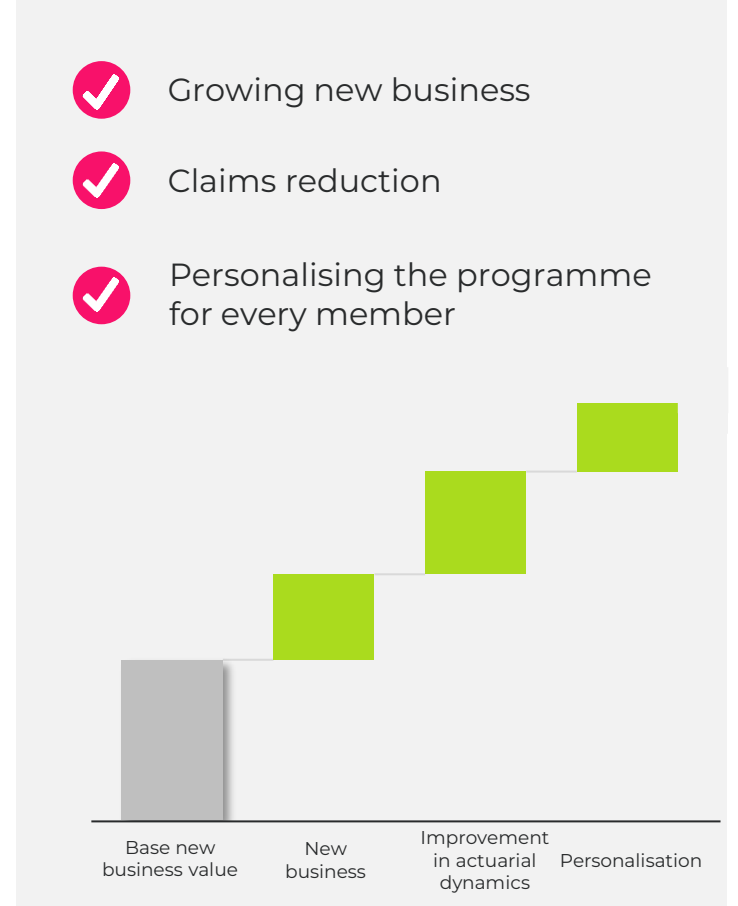 Growing new business
Claims reduction
Personalising the programme
for every member
Base new
business value
New
business
Improvement
in actuarial
dynamics
Personalisation